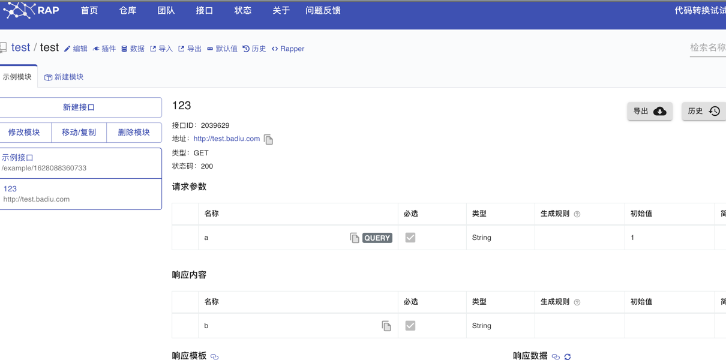 RAP 首页 仓库 团队 接口 状态 关于 问题反馈 代码转换试试
test / test 编辑 插件 数据 导入 导出 默认值 历史 Rapper 检索名称
示例模块 新建模块
新建接口
修改模块 移动/复制 删除模块
示例接口
/example/1628088360733
123
http://test.badiu.com
123
导出 历史
接口ID: 2039629
地址: http://test.badiu.com
类型: GET
状态码: 200
请求参数
名称 必选 类型 生成规则 初始值 简
a QUERY String 1
响应内容
名称 必选 类型 生成规则 初始值 简
b String
响应模板 响应数据